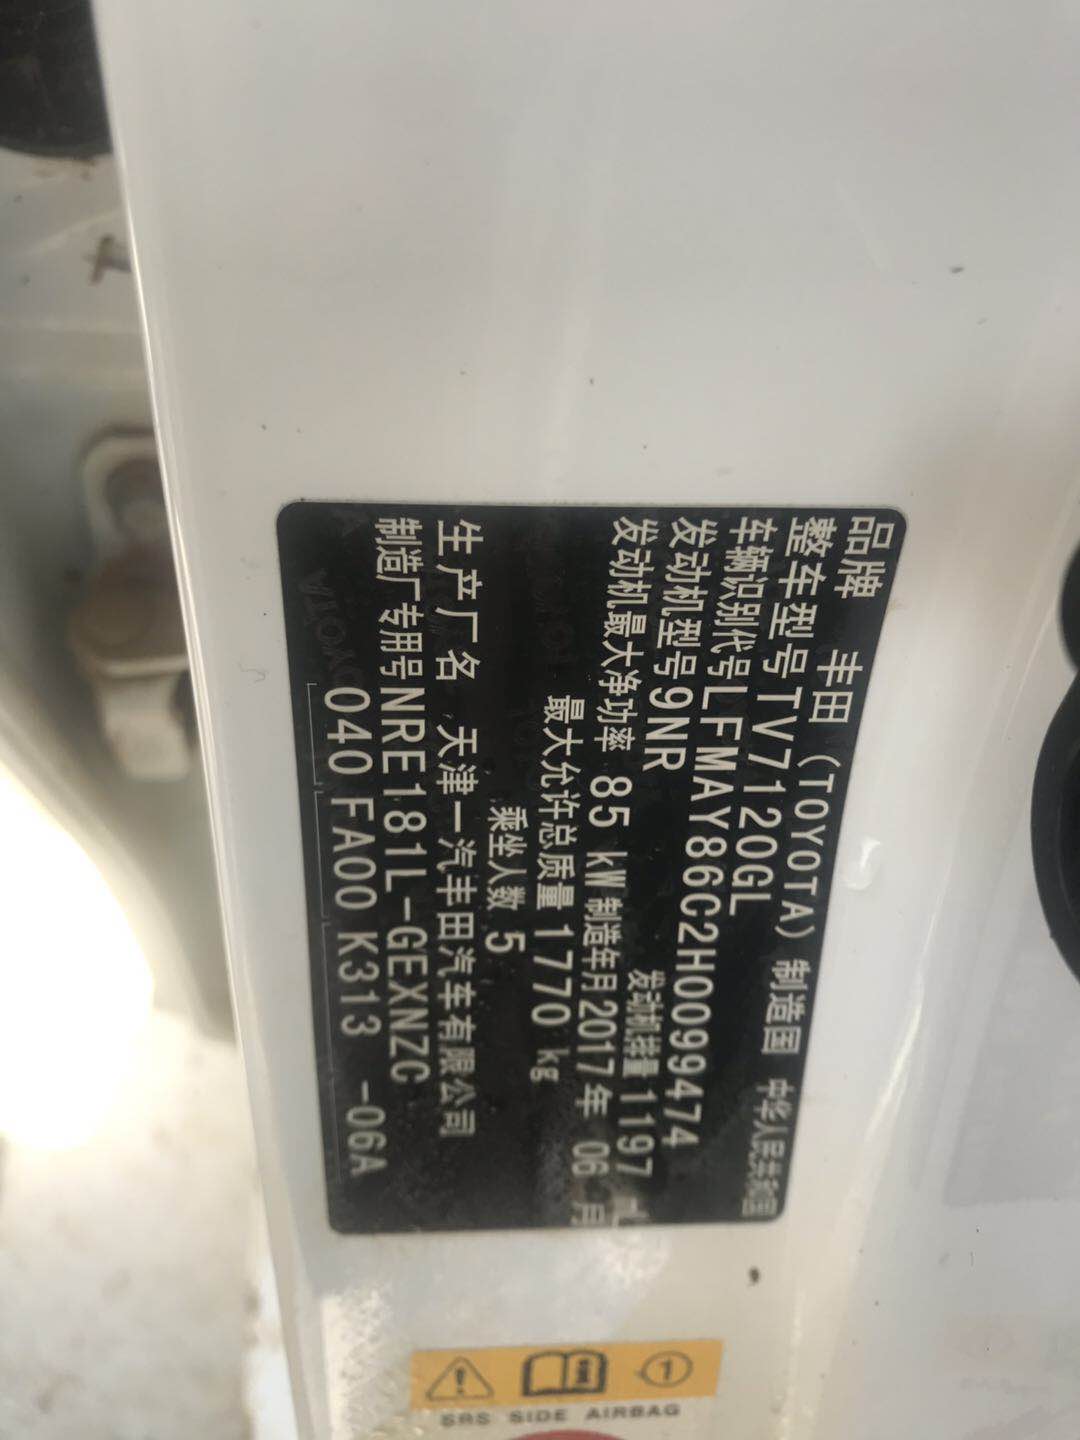 品牌 丰田 (TOYOTA) 制造国 中华人民共和国
整车型号 TV7120GL
车辆识别代号 LFMAY86C2H0099474
发动机型号 9NR 发动机排量 1197 mL
发动机最大净功率 85 kW 制造年月 2017 年 06 月
最大允许总质量 1770 kg
乘坐人数 5
生产厂名 天津一汽丰田汽车有限公司
制造厂专用号 NRE181L-GEXNZC
040 FA00 K313 -06A
SRS SIDE AIRBAG